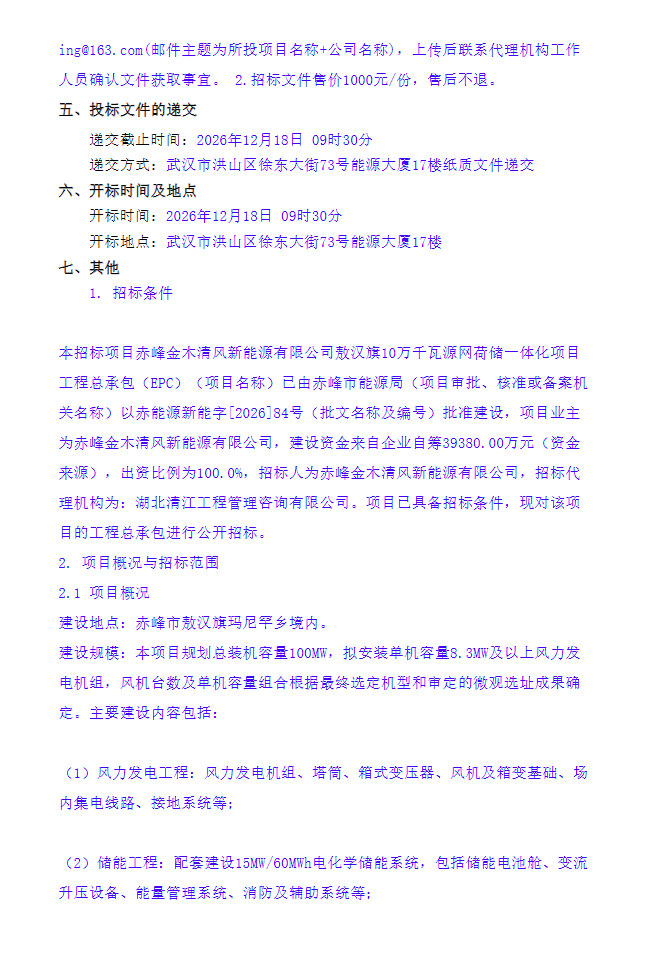 ing@163.com(邮件主题为所投项目名称+公司名称)，上传后联系代理机构工作
人员确认文件获取事宜。 2.招标文件售价1000元/份，售后不退。
五、投标文件的递交
递交截止时间：2026年12月18日 09时30分
递交方式：武汉市洪山区徐东大街73号能源大厦17楼纸质文件递交
六、开标时间及地点
开标时间：2026年12月18日 09时30分
开标地点：武汉市洪山区徐东大街73号能源大厦17楼
七、其他
1. 招标条件
本招标项目赤峰金木清风新能源有限公司敖汉旗10万千瓦源网荷储一体化项目
工程总承包（EPC）（项目名称）已由赤峰市能源局（项目审批、核准或备案机
关名称）以赤能源新能字[2026]84号（批文名称及编号）批准建设，项目业主
为赤峰金木清风新能源有限公司，建设资金来自企业自筹39380.00万元（资金
来源），出资比例为100.0%，招标人为赤峰金木清风新能源有限公司，招标代
理机构为：湖北清江工程管理咨询有限公司。项目已具备招标条件，现对该项
目的工程总承包进行公开招标。
2. 项目概况与招标范围
2.1 项目概况
建设地点：赤峰市敖汉旗玛尼罕乡境内。
建设规模：本项目规划总装机容量100MW，拟安装单机容量8.3MW及以上风力发
电机组，风机台数及单机容量组合根据最终选定机型和审定的微观选址成果确
定。主要建设内容包括：
（1）风力发电工程：风力发电机组、塔筒、箱式变压器、风机及箱变基础、场
内集电线路、接地系统等;
（2）储能工程：配套建设15MW/60MWh电化学储能系统，包括储能电池舱、变流
升压设备、能量管理系统、消防及辅助系统等;